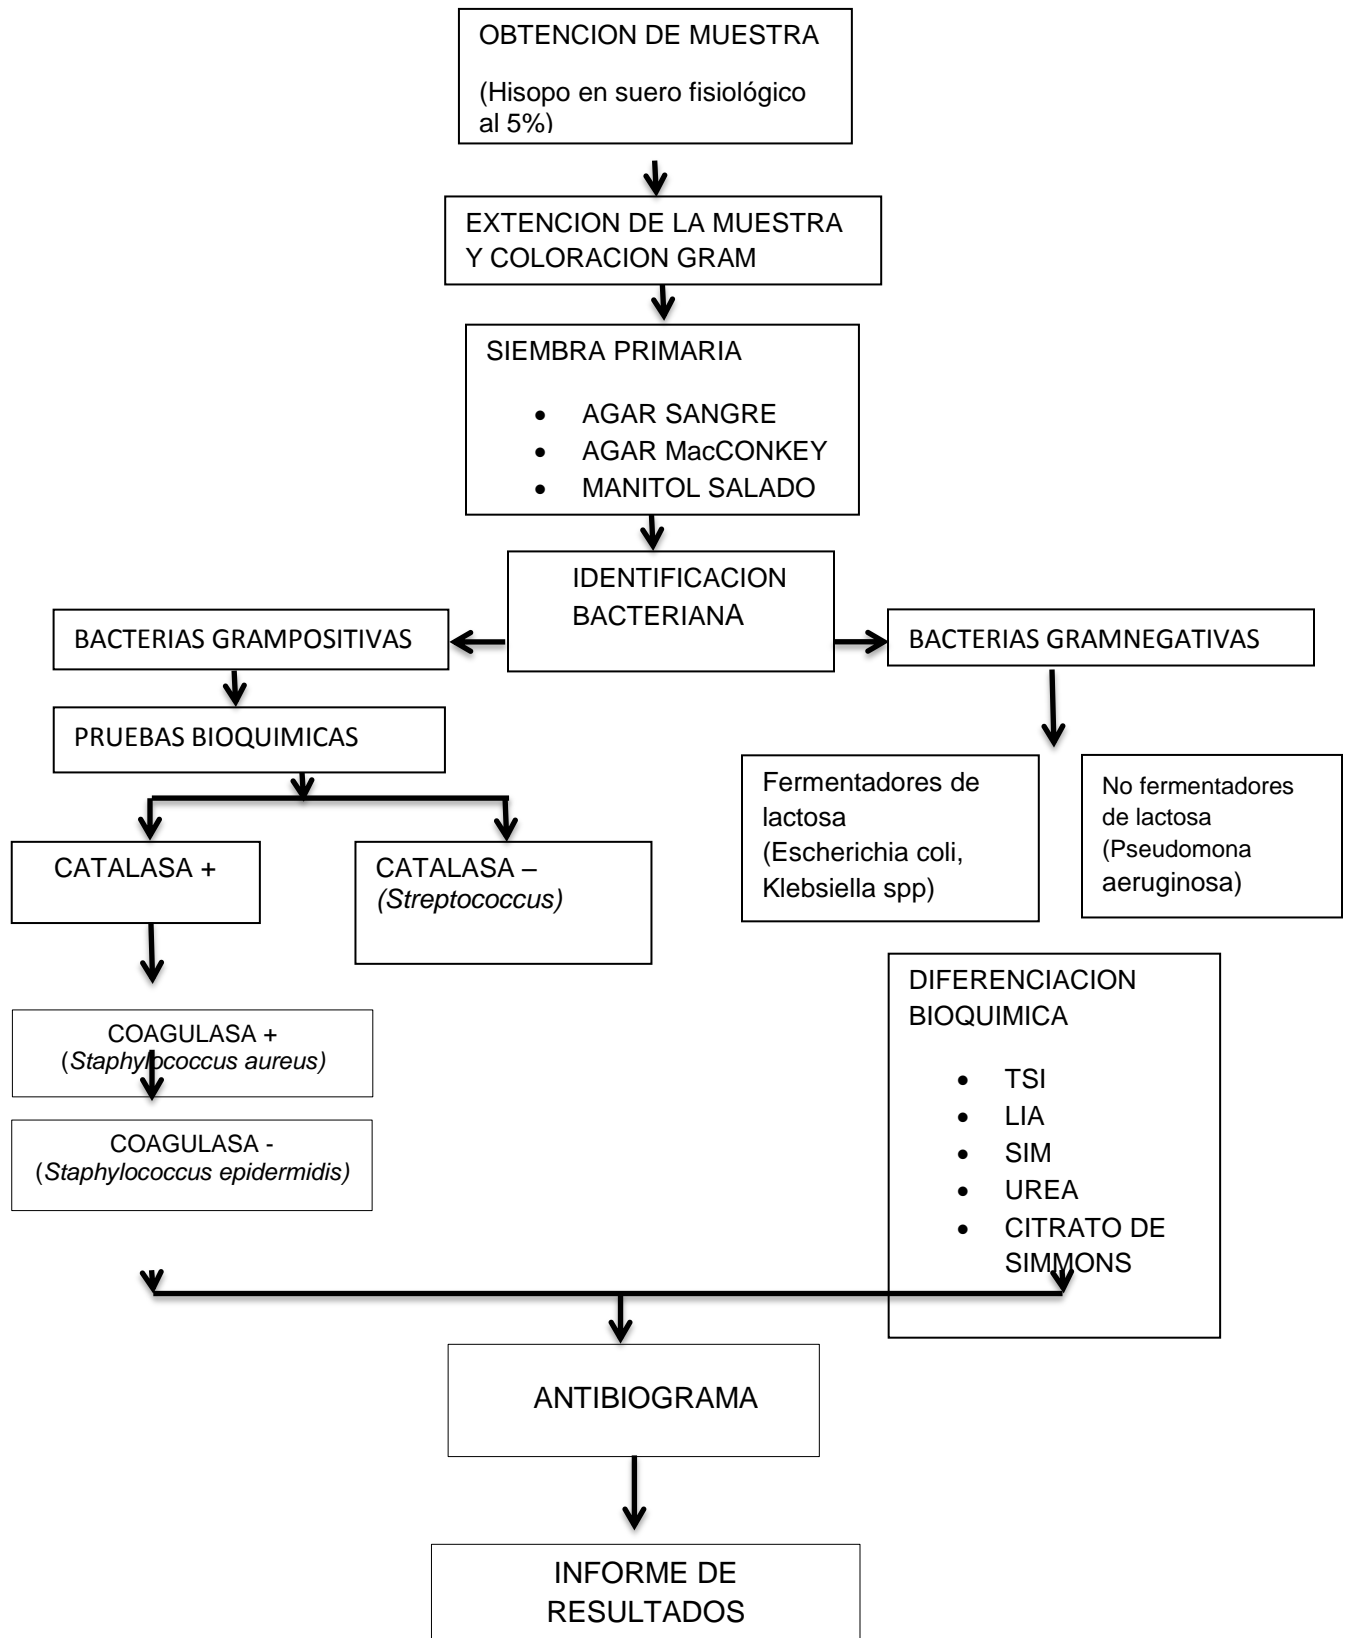 OBTENCION DE MUESTRA
(Hisopo en suero fisiológico
al 5%)
EXTENCION DE LA MUESTRA
Y COLORACION GRAM
SIEMBRA PRIMARIA
• AGAR SANGRE
• AGAR MacCONKEY
• MANITOL SALADO
IDENTIFICACION
BACTERIANA
BACTERIAS GRAMPOSITIVAS
BACTERIAS GRAMNEGATIVAS
PRUEBAS BIOQUIMICAS
Fermentadores de
lactosa
(Escherichia coli,
Klebsiella spp)
No fermentadores
de lactosa
(Pseudomona
aeruginosa)
CATALASA +
CATALASA –
(Streptococcus)
COAGULASA +
(Staphylococcus aureus)
COAGULASA -
(Staphylococcus epidermidis)
DIFERENCIACION
BIOQUIMICA
• TSI
• LIA
• SIM
• UREA
• CITRATO DE
SIMMONS
ANTIBIOGRAMA
INFORME DE
RESULTADOS